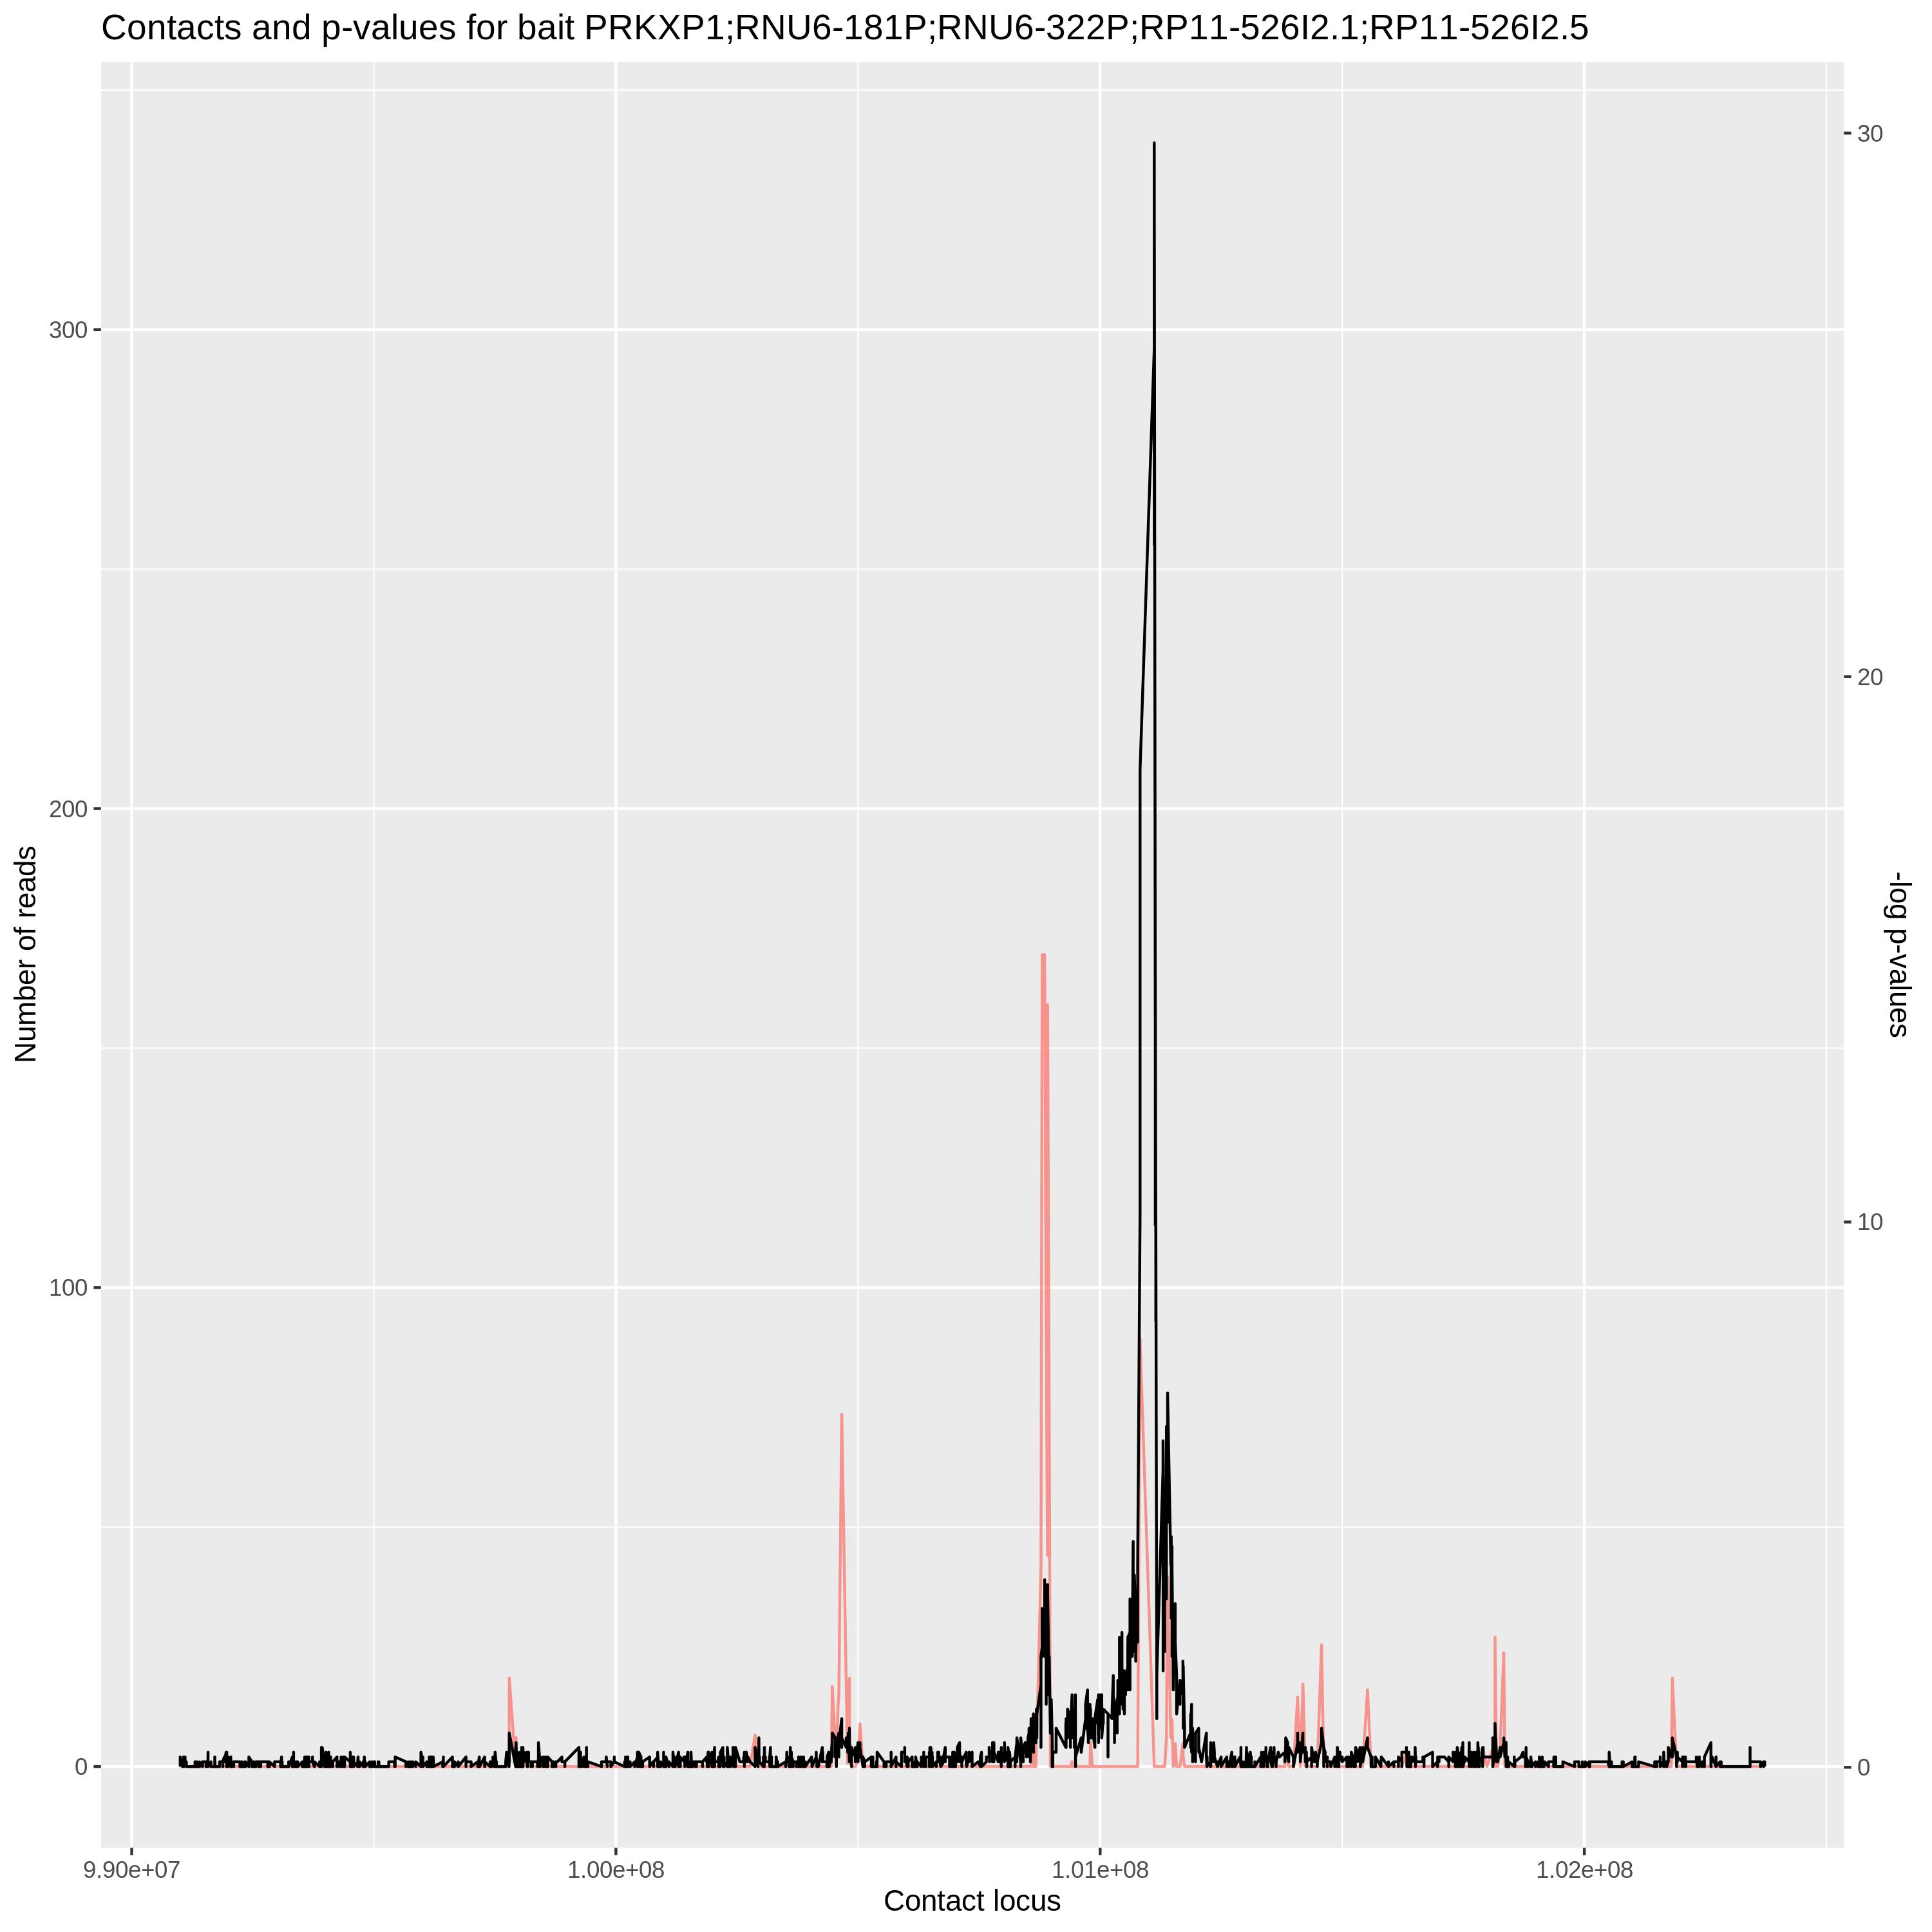 Contacts and p-values for bait PRKXP1;RNU6-181P;RNU6-322P;RP11-526I2.1;RP11-526I2.5
300
200
100
0
Number of reads
30
20
10
0
-log p-values
9.90e+07
1.00e+08
1.01e+08
1.02e+08
Contact locus